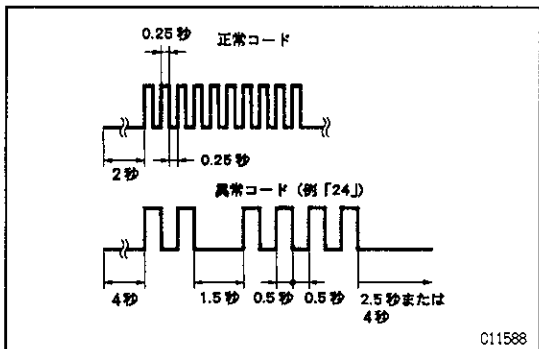 0.25 秒
正常コード
0.25 秒
2秒
異常コード (例「24」)
4秒
1.5 秒
0.5 秒
0.5 秒
2.5 秒または
4秒
C11588